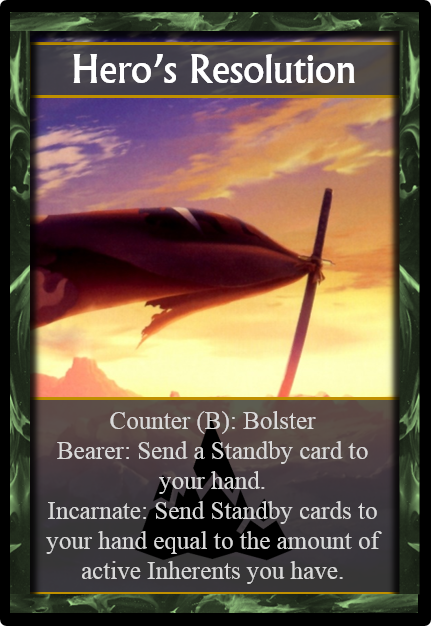 Hero's Resolution
Counter (B): Bolster
Bearer: Send a Standby card to
your hand.
Incarnate: Send Standby cards to
your hand equal to the amount of
active Inherents you have.